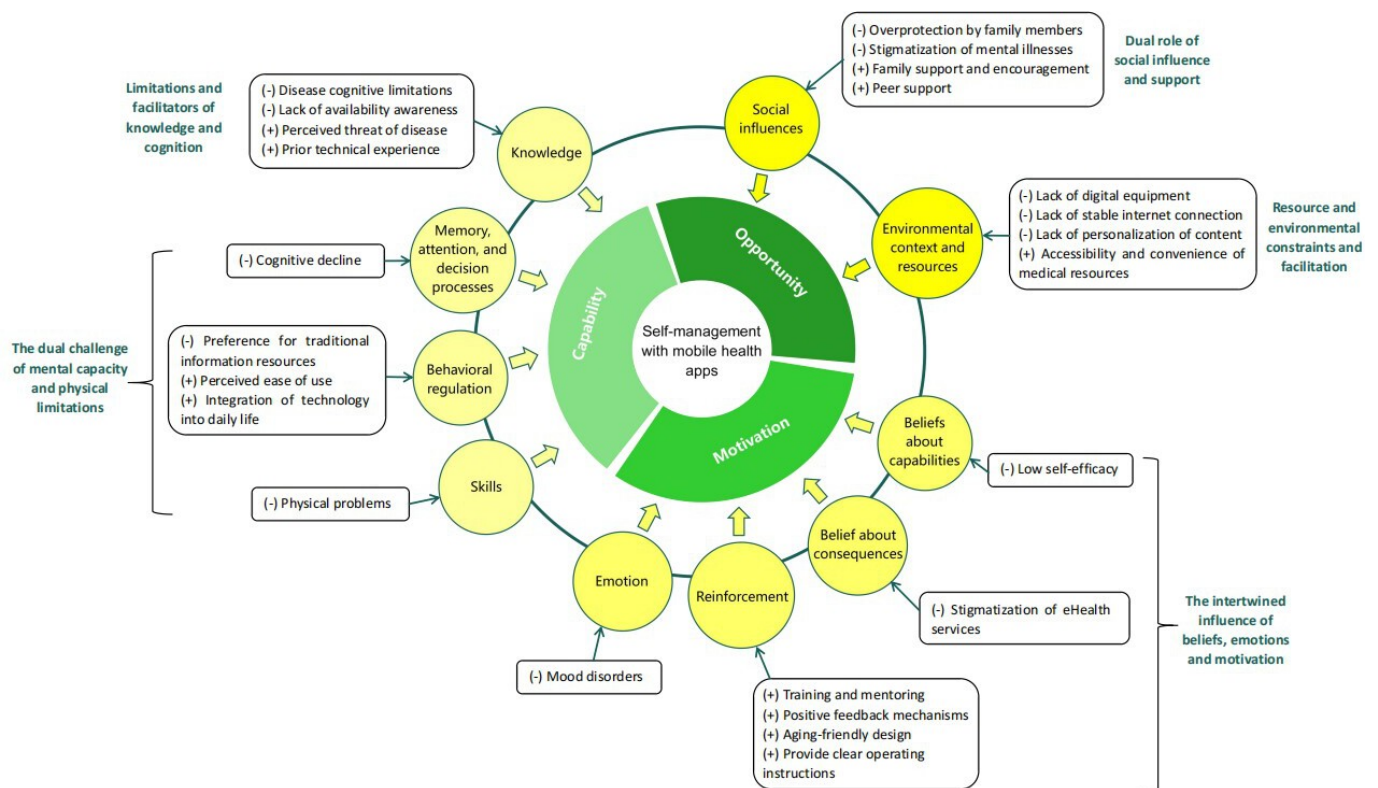 (-) Overprotection by family members
(-) Stigmatization of mental illnesses
(+) Family support and encouragement
(+) Peer support
Dual role of
social influence
and support
Limitations and
facilitators of
knowledge and
cognition
(-) Disease cognitive limitations
(-) Lack of availability awareness
(+) Perceived threat of disease
(+) Prior technical experience
Knowledge
Social
influences
(-) Lack of digital equipment
(-) Lack of stable internet connection
(-) Lack of personalization of content
(+) Accessibility and convenience of
medical resources
Resource and
environmental
constraints and
facilitation
Environmental
context and
resources
Memory,
attention, and
decision
processes
(-) Cognitive decline
Opportunity
Capability
Motivation
Self-management
with mobile health
apps
The dual challenge
of mental capacity
and physical
limitations
(-) Preference for traditional
information resources
(+) Perceived ease of use
(+) Integration of technology
into daily life
Behavioral
regulation
Skills
(-) Physical problems
Beliefs
about
capabilities
(-) Low self-efficacy
Belief about
consequences
(-) Stigmatization of eHealth
services
The intertwined
influence of
beliefs, emotions
and motivation
Emotion
Reinforcement
(-) Mood disorders
(+) Training and mentoring
(+) Positive feedback mechanisms
(+) Aging-friendly design
(+) Provide clear operating
instructions